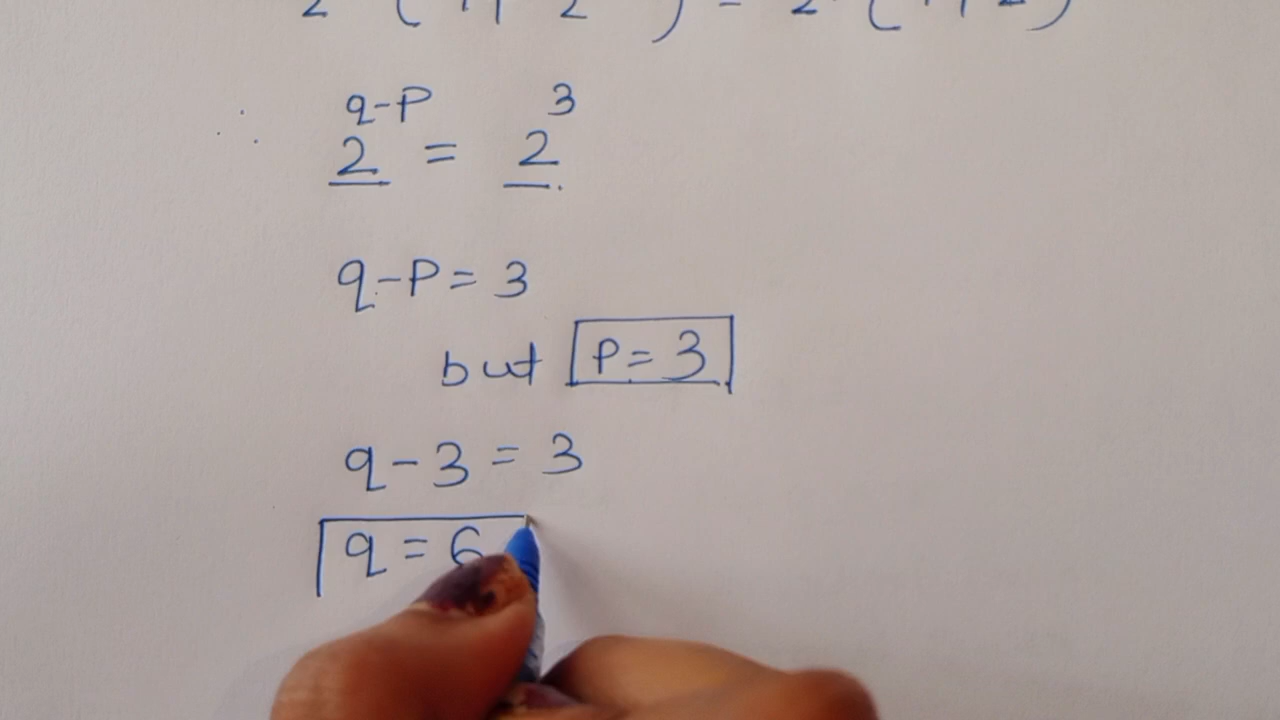 ∴ 2^(q-P) = 2^3
q-P = 3
but P = 3
q - 3 = 3
q = 6